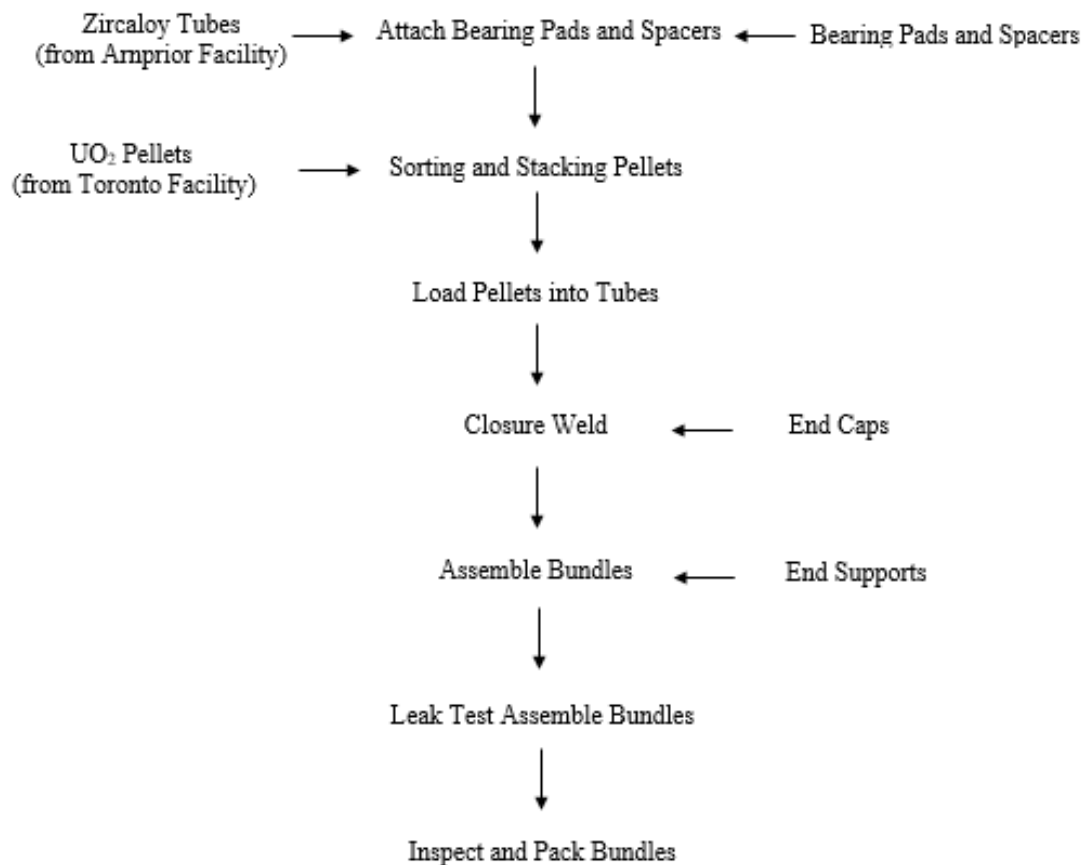 Zircaloy Tubes
(from Arnprior Facility)
Attach Bearing Pads and Spacers
Bearing Pads and Spacers
UO₂ Pellets
(from Toronto Facility)
Sorting and Stacking Pellets
Load Pellets into Tubes
Closure Weld
End Caps
Assemble Bundles
End Supports
Leak Test Assemble Bundles
Inspect and Pack Bundles